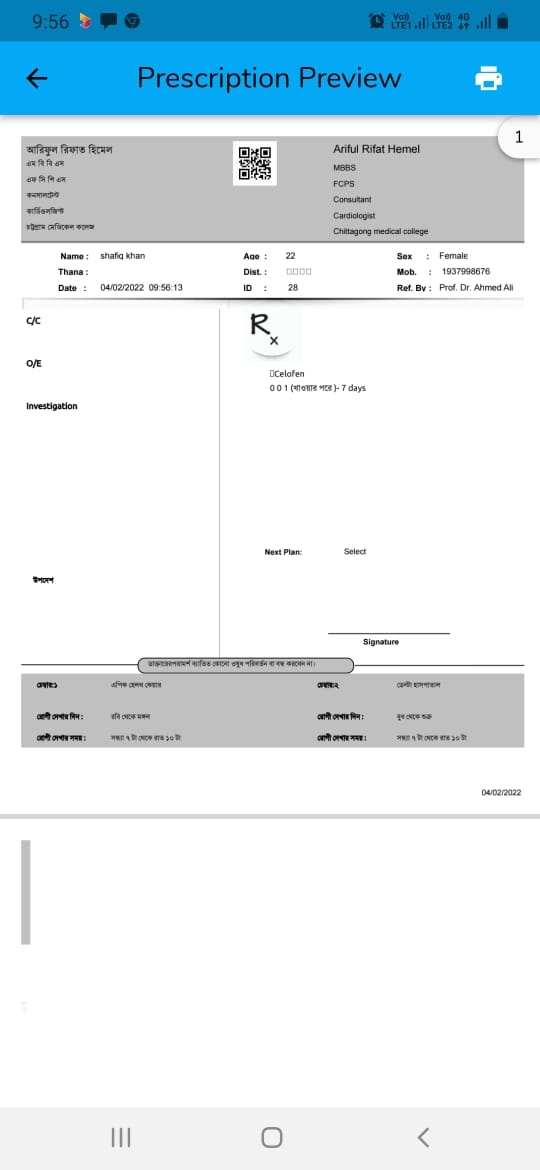 9:56
Vo) LTE1 Vo) 4G LTE2
Prescription Preview
1
আরিফুল রিফাত হিমেল
এম বি বি এস
এফ সি পি এস
কনসালটেন্ট
কার্ডিওলজিস্ট
চট্টগ্রাম মেডিকেল কলেজ
Ariful Rifat Hemel
MBBS
FCPS
Consultant
Cardiologist
Chittagong medical college
Name : shafiq khan Age : 22 Sex : Female
Thana : Dist. : Mob. : 1937998676
Date : 04/02/2022 09:56:13 ID : 28 Ref. By : Prof. Dr. Ahmed Ali
C/C
O/E
Investigation
উপদেশ
Rx
Celofen
0 0 1 (খাওয়ার পরে )- 7 days
Next Plan: Select
Signature
ডাক্তারেরপরামর্শ ব্যাতিত কোনো ওষুধ পরিবর্তন বা বন্ধ করবেন না।
চেম্বার:১ এপিক হেলথ কেয়ার চেম্বার:২ ডেল্টা হাসপাতাল
রোগী দেখার দিন : রবি থেকে মঙ্গল রোগী দেখার দিন : বুধ থেকে শুক্র
রোগী দেখার সময় : সন্ধ্যা ৭ টা থেকে রাত ১০ টা রোগী দেখার সময় : সন্ধ্যা ৭ টা থেকে রাত ১০ টা
04/02/2022